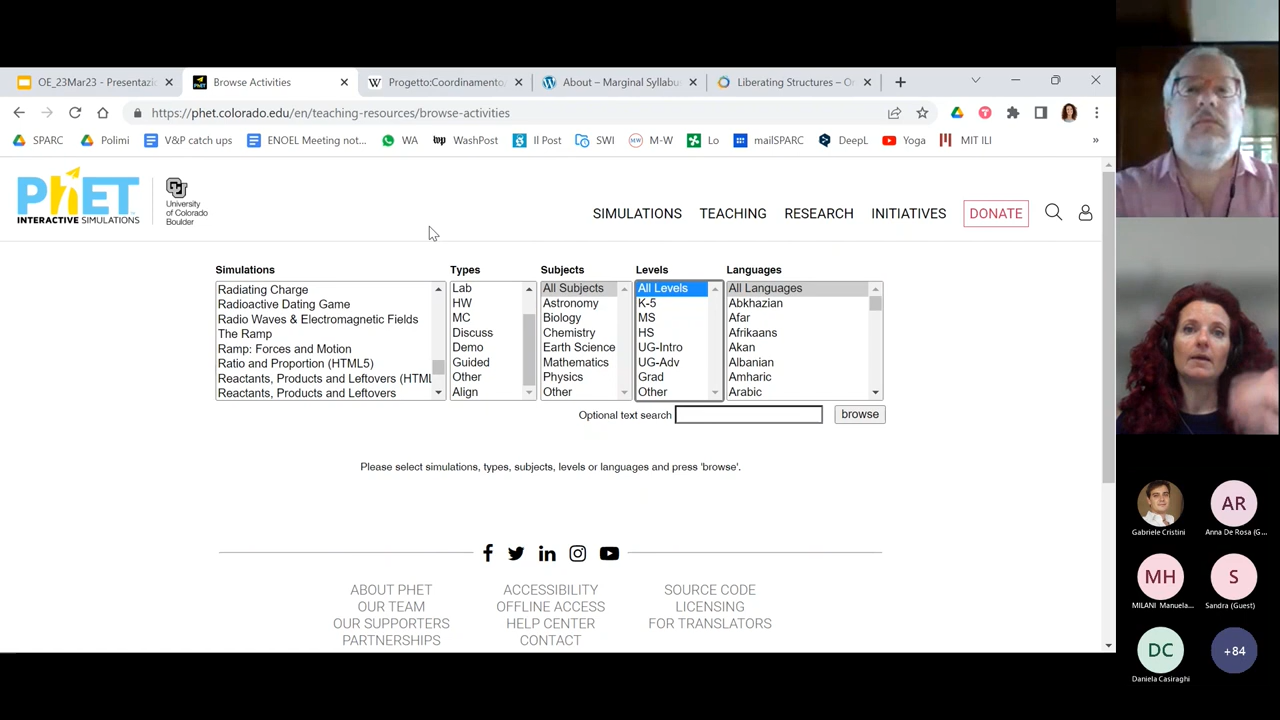 OE_23Mar23 - Presentazi
Browse Activities
Progetto:Coordinamento/
About – Marginal Syllabu
Liberating Structures – O
https://phet.colorado.edu/en/teaching-resources/browse-activities
SPARC
Polimi
V&P catch ups
ENOEL Meeting not...
WA
WashPost
Il Post
SWI
M-W
Lo
mailSPARC
DeepL
Yoga
MIT ILI
PhET
INTERACTIVE SIMULATIONS
CU
University
of Colorado
Boulder
SIMULATIONS
TEACHING
RESEARCH
INITIATIVES
DONATE
Simulations
Radiating Charge
Radioactive Dating Game
Radio Waves & Electromagnetic Fields
The Ramp
Ramp: Forces and Motion
Ratio and Proportion (HTML5)
Reactants, Products and Leftovers (HTML
Reactants, Products and Leftovers
Types
Lab
HW
MC
Discuss
Demo
Guided
Other
Align
Subjects
All Subjects
Astronomy
Biology
Chemistry
Earth Science
Mathematics
Physics
Other
Levels
All Levels
K-5
MS
HS
UG-Intro
UG-Adv
Grad
Other
Languages
All Languages
Abkhazian
Afar
Afrikaans
Akan
Albanian
Amharic
Arabic
Optional text search
browse
Please select simulations, types, subjects, levels or languages and press 'browse'.
ABOUT PHET
OUR TEAM
OUR SUPPORTERS
PARTNERSHIPS
ACCESSIBILITY
OFFLINE ACCESS
HELP CENTER
CONTACT
SOURCE CODE
LICENSING
FOR TRANSLATORS
Gabriele Cristini
AR
Anna De Rosa (G...
MH
MILANI Manuela...
S
Sandra (Guest)
DC
Daniela Casiraghi
+84